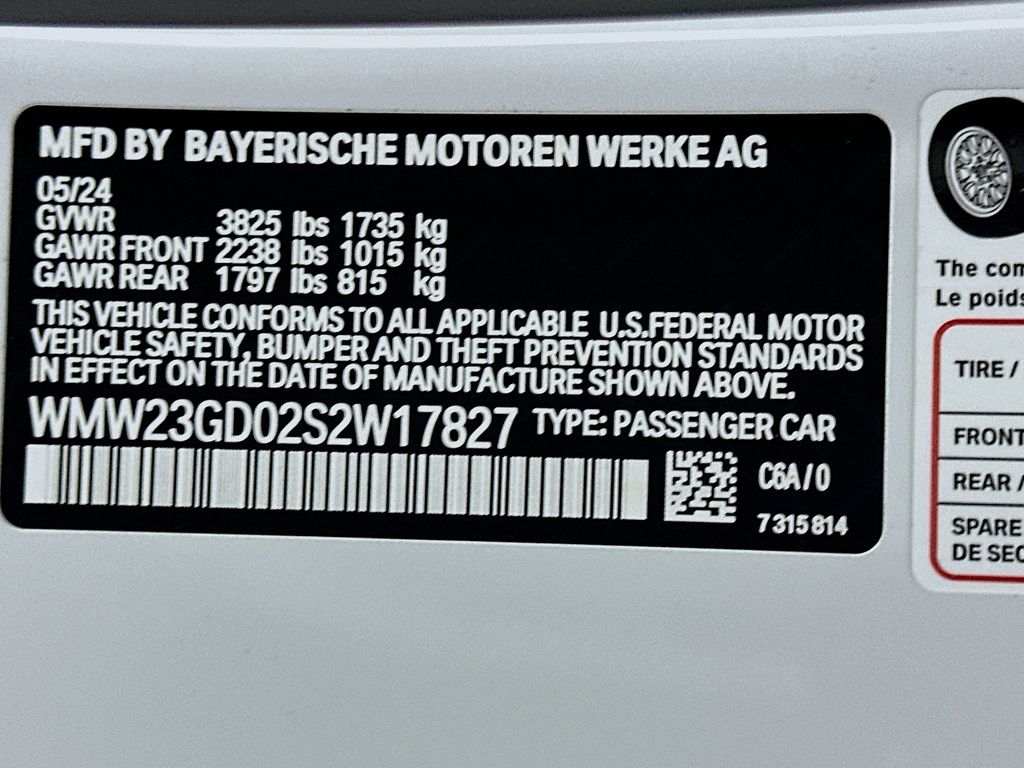 MFD BY BAYERISCHE MOTOREN WERKE AG
05/24
GVWR 3825 lbs 1735 kg
GAWR FRONT 2238 lbs 1015 kg
GAWR REAR 1797 lbs 815 kg
THIS VEHICLE CONFORMS TO ALL APPLICABLE U.S.FEDERAL MOTOR
VEHICLE SAFETY, BUMPER AND THEFT PREVENTION STANDARDS
IN EFFECT ON THE DATE OF MANUFACTURE SHOWN ABOVE.
WMW23GD02S2W17827 TYPE: PASSENGER CAR
C6A/0
7315814
The com
Le poids
TIRE /
FRONT
REAR /
SPARE
DE SEC